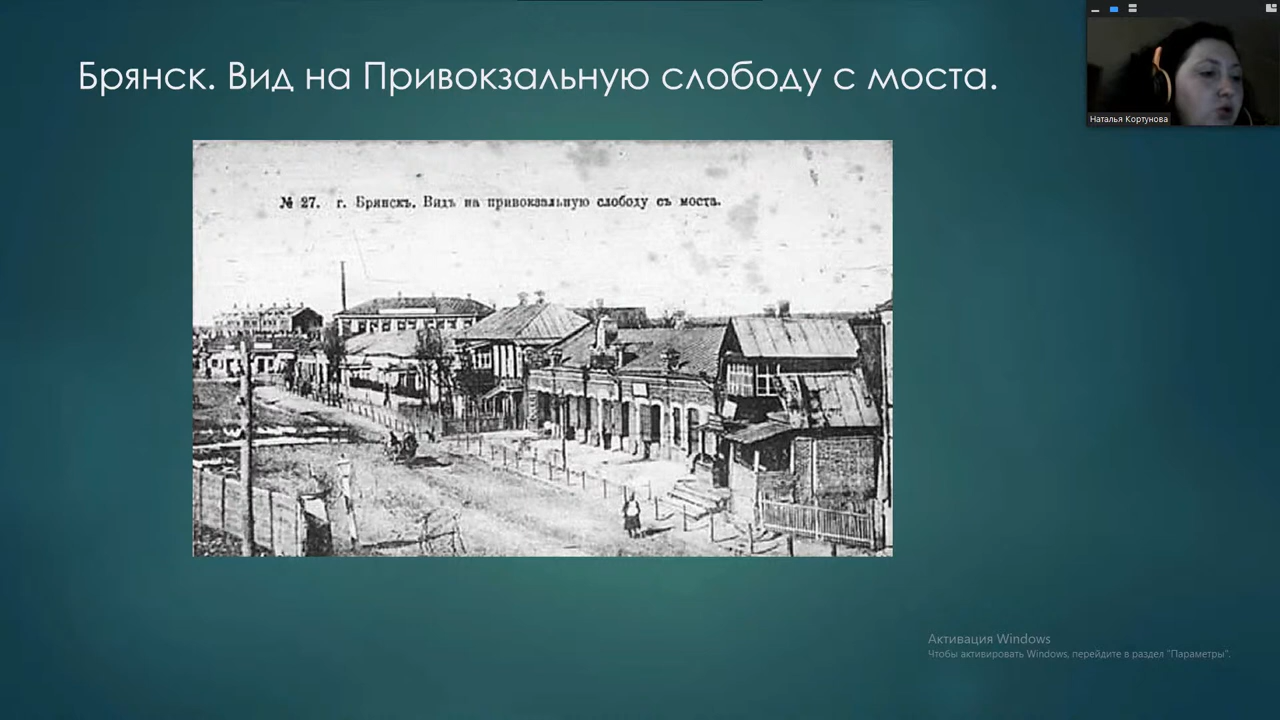 Брянск. Вид на Привокзальную слободу с моста.
Наталья Кортунова
№ 27. г. Брянскъ. Видъ на привокзальную слободу съ моста.
Активация Windows
Чтобы активировать Windows, перейдите в раздел "Параметры".